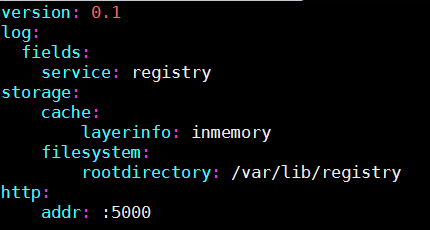 version: 0.1
log:
  fields:
    service: registry
storage:
    cache:
        layerinfo: inmemory
    filesystem:
        rootdirectory: /var/lib/registry
http:
    addr: :5000